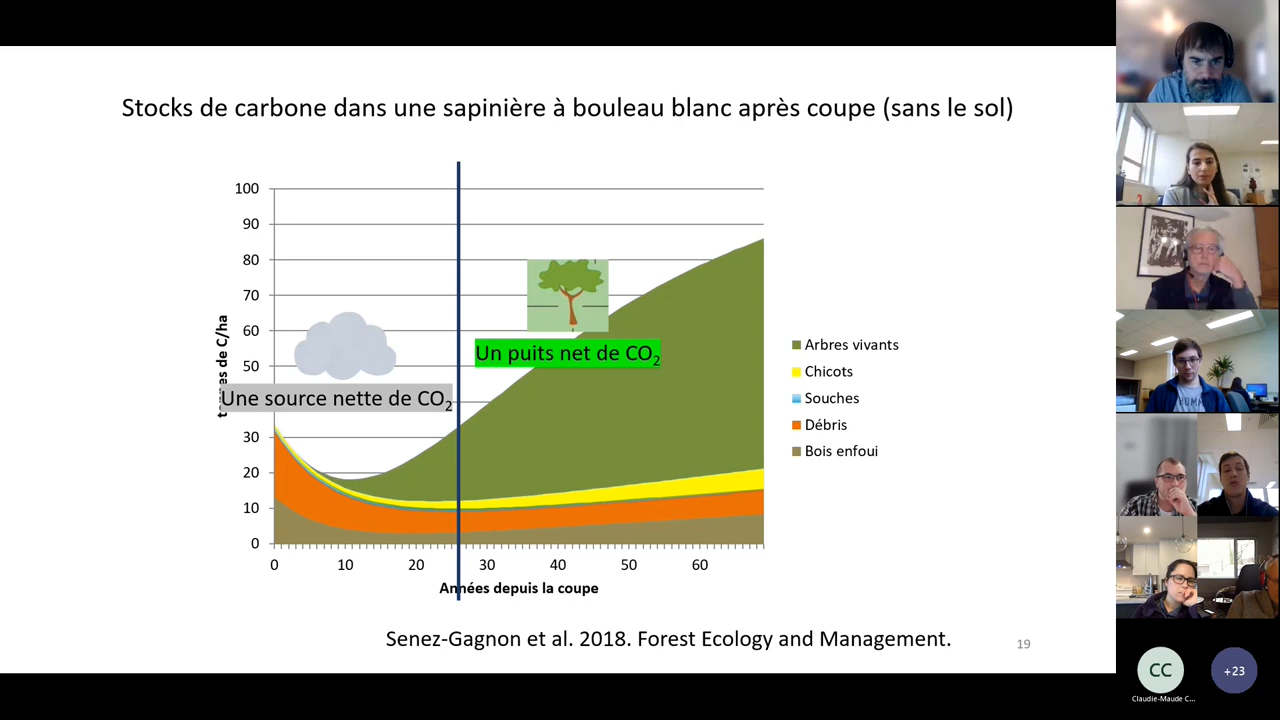 Stocks de carbone dans une sapinière à bouleau blanc après coupe (sans le sol)
100
90
80
70
60
50
30
20
10
0
de C/ha
Une source nette de CO₂
Un puits net de CO₂
Arbres vivants
Chicots
Souches
Débris
Bois enfoui
0 10 20 30 40 50 60
Années depuis la coupe
Senez-Gagnon et al. 2018. Forest Ecology and Management.
19
CC
+23
Claudie-Maude C...